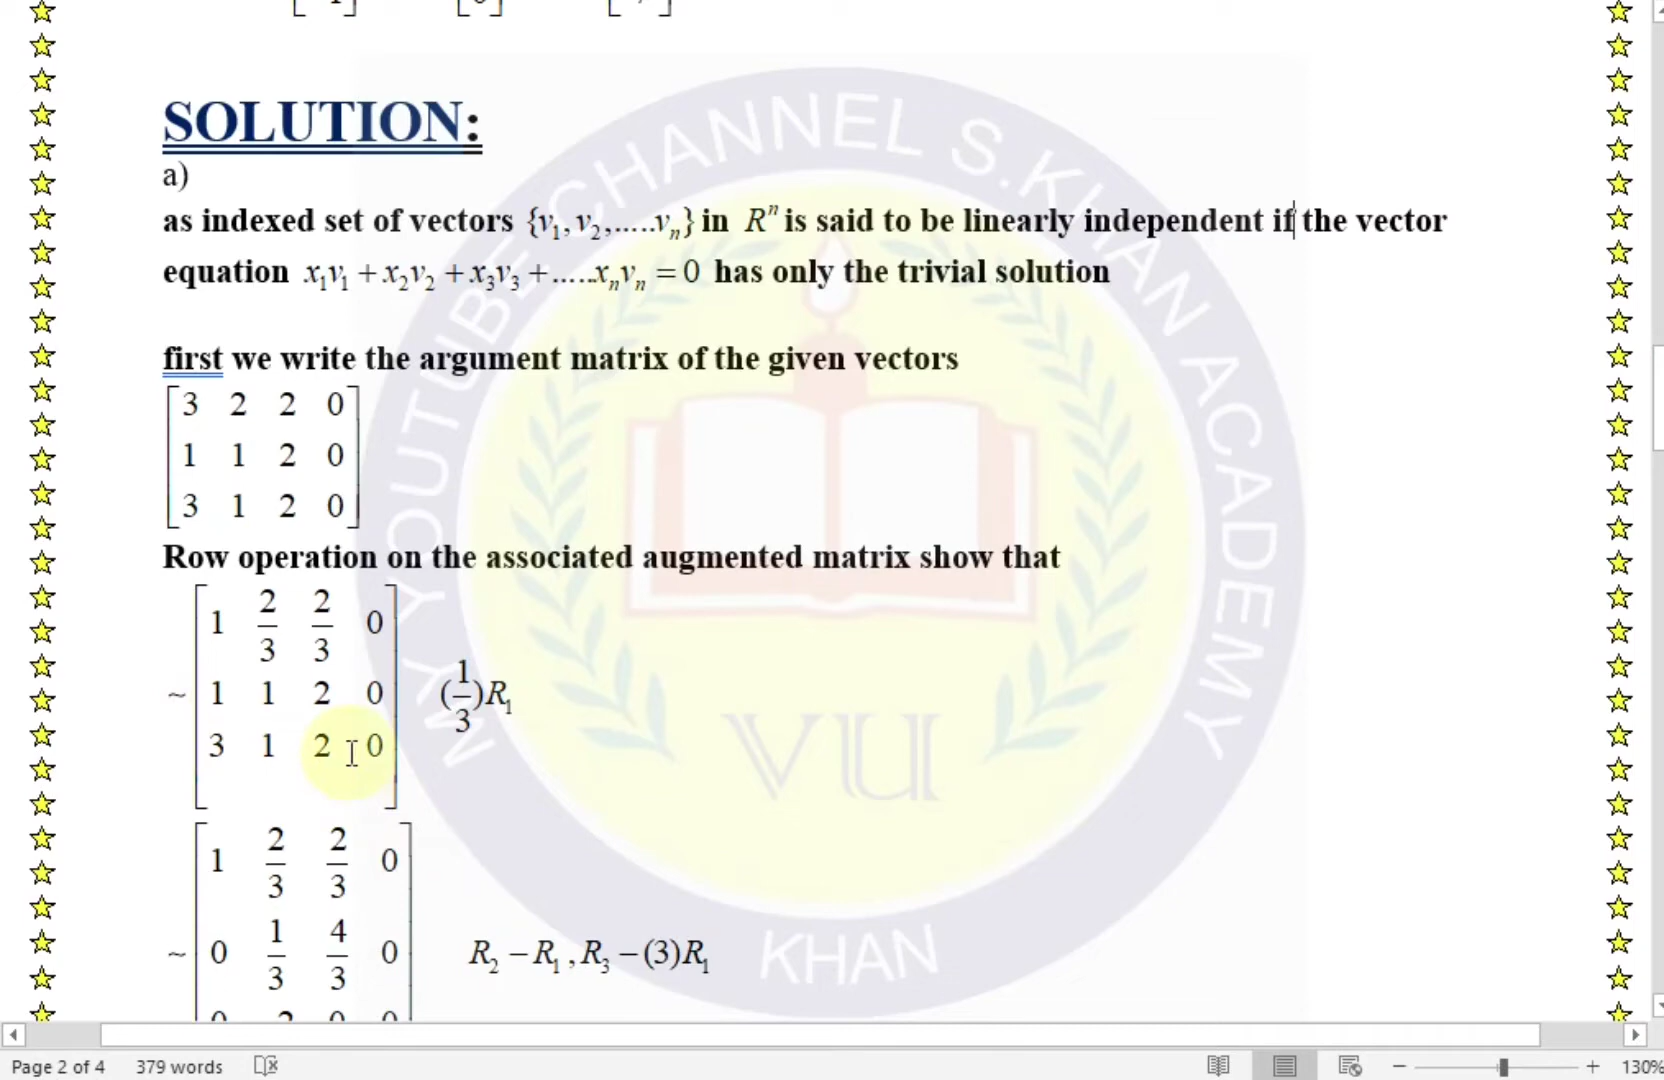 SOLUTION:
a)
as indexed set of vectors {v₁, v₂,.....vₙ} in Rⁿ is said to be linearly independent if the vector
equation x₁v₁ + x₂v₂ + x₃v₃ + .....xₙvₙ = 0 has only the trivial solution
first we write the argument matrix of the given vectors
3 2 2 0
1 1 2 0
3 1 2 0
Row operation on the associated augmented matrix show that
1 2/3 2/3 0
~ 1 1 2 0 (1/3)R₁
3 1 2 0
1 2/3 2/3 0
~ 0 1/3 4/3 0 R₂ – R₁ , R₃ – (3)R₁
MY YOUTUBE CHANNEL S.KHAN ACADEMY
VU
KHAN
Page 2 of 4 379 words 130%